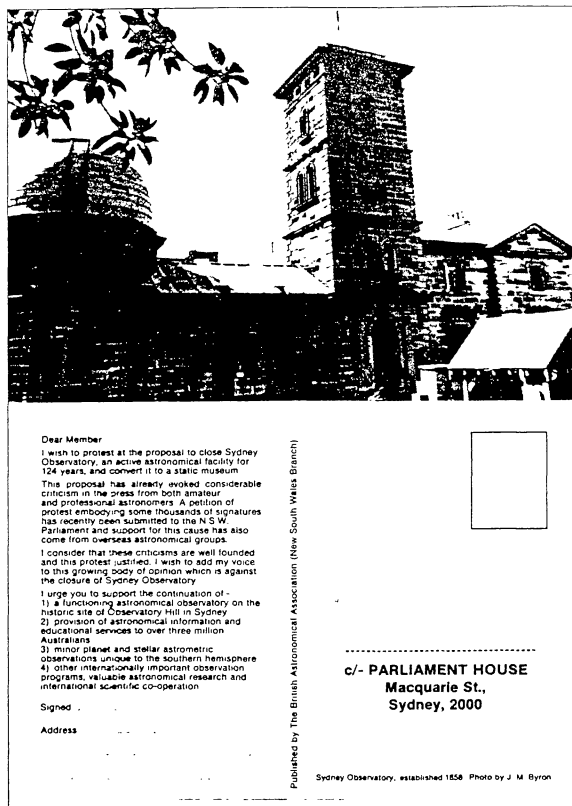 Dear Member
I wish to protest at the proposal to close Sydney
Observatory, an active astronomical facility for
124 years, and convert it to a static museum
This proposal has already evoked considerable
criticism in the press from both amateur
and professional astronomers A petition of
protest embodying some thousands of signatures
has recently been submitted to the N S W.
Parliament and support for this cause has also
come from overseas astronomical groups.
I consider that these criticisms are well founded
and this protest justified. I wish to add my voice
to this growing body of opinion which is against
the closure of Sydney Observatory
I urge you to support the continuation of -
1) a functioning astronomical observatory on the
historic site of Observatory Hill in Sydney
2) provision of astronomical information and
educational services to over three million
Australians
3) minor planet and stellar astrometric
observations unique to the southern hemisphere
4) other internationally important observation
programs, valuable astronomical research and
international scientific co-operation
Signed
Address
Published by The British Astronomical Association (New South Wales Branch)
c/- PARLIAMENT HOUSE
Macquarie St.,
Sydney, 2000
Sydney Observatory, established 1858 Photo by J M Byron